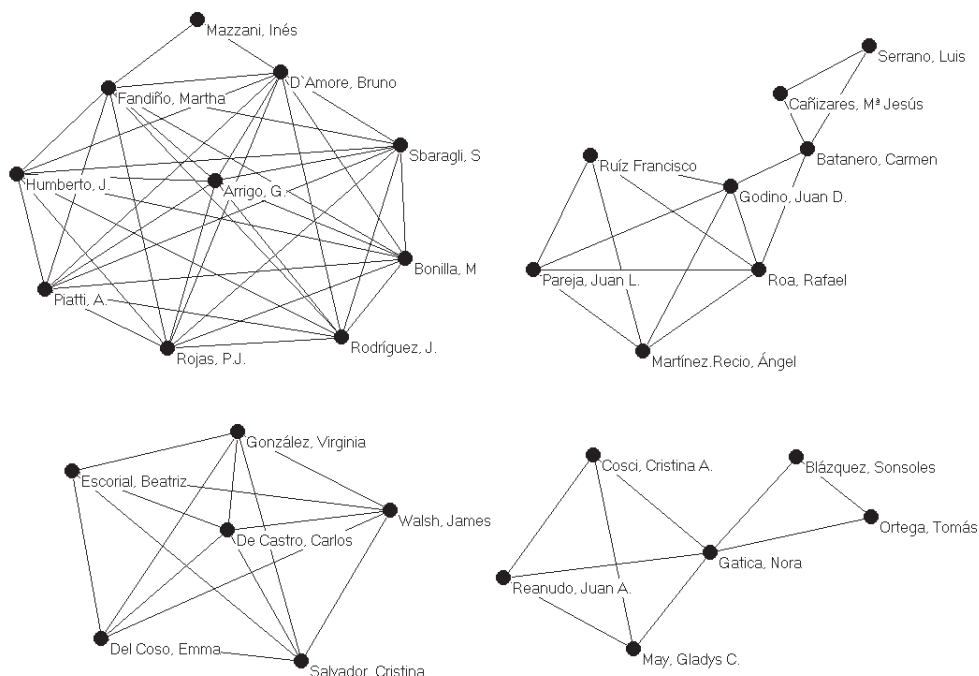 Mazzani, Inés
D`Amore, Bruno
Fandiño, Martha
Sbaragli, S
Humberto, J.
Arrigo, G.
Bonilla, M
Piatti, A.
Rodríguez, J.
Rojas, P.J.
Serrano, Luis
Cañizares, Mª Jesús
Batanero, Carmen
Ruíz Francisco
Godino, Juan D.
Pareja, Juan L.
Roa, Rafael
Martínez.Recio, Ángel
González, Virginia
Escorial, Beatriz
Walsh, James
De Castro, Carlos
Del Coso, Emma
Salvador, Cristina
Cosci, Cristina A.
Blázquez, Sonsoles
Ortega, Tomás
Gatica, Nora
Reanudo, Juan A.
May, Gladys C.